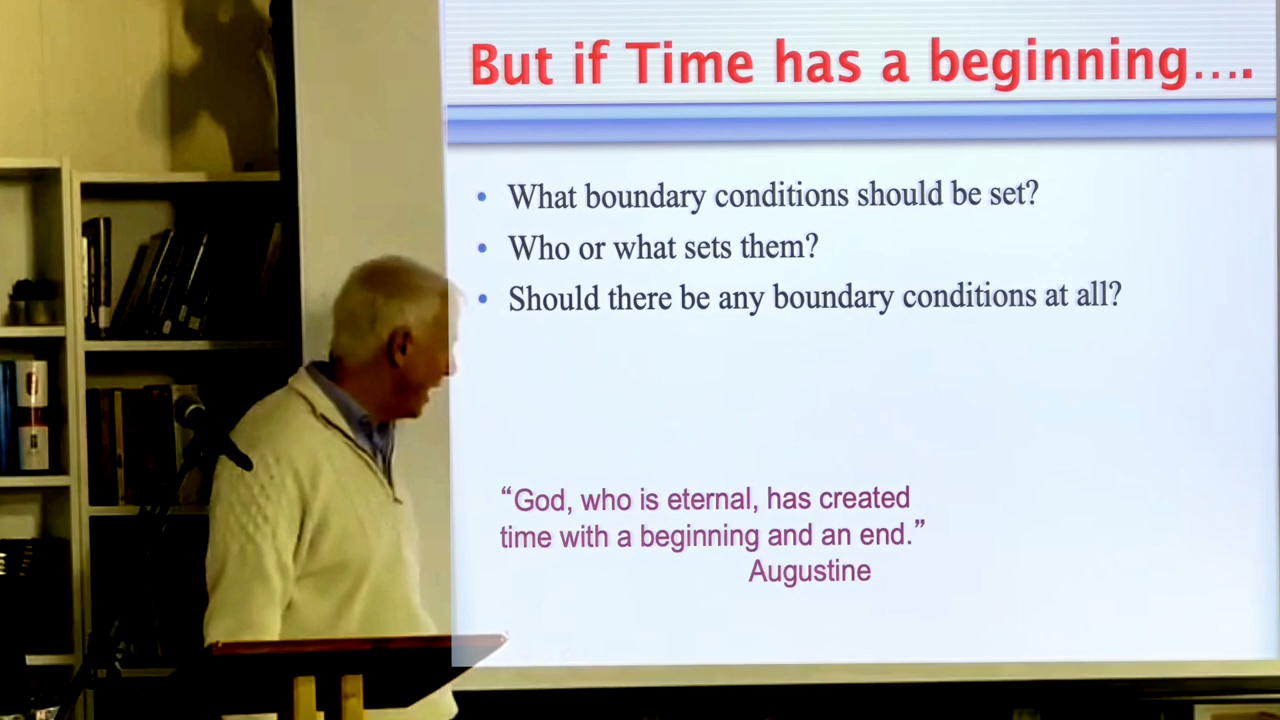 But if Time has a beginning....
• What boundary conditions should be set?
• Who or what sets them?
• Should there be any boundary conditions at all?
“God, who is eternal, has created
time with a beginning and an end.”
Augustine